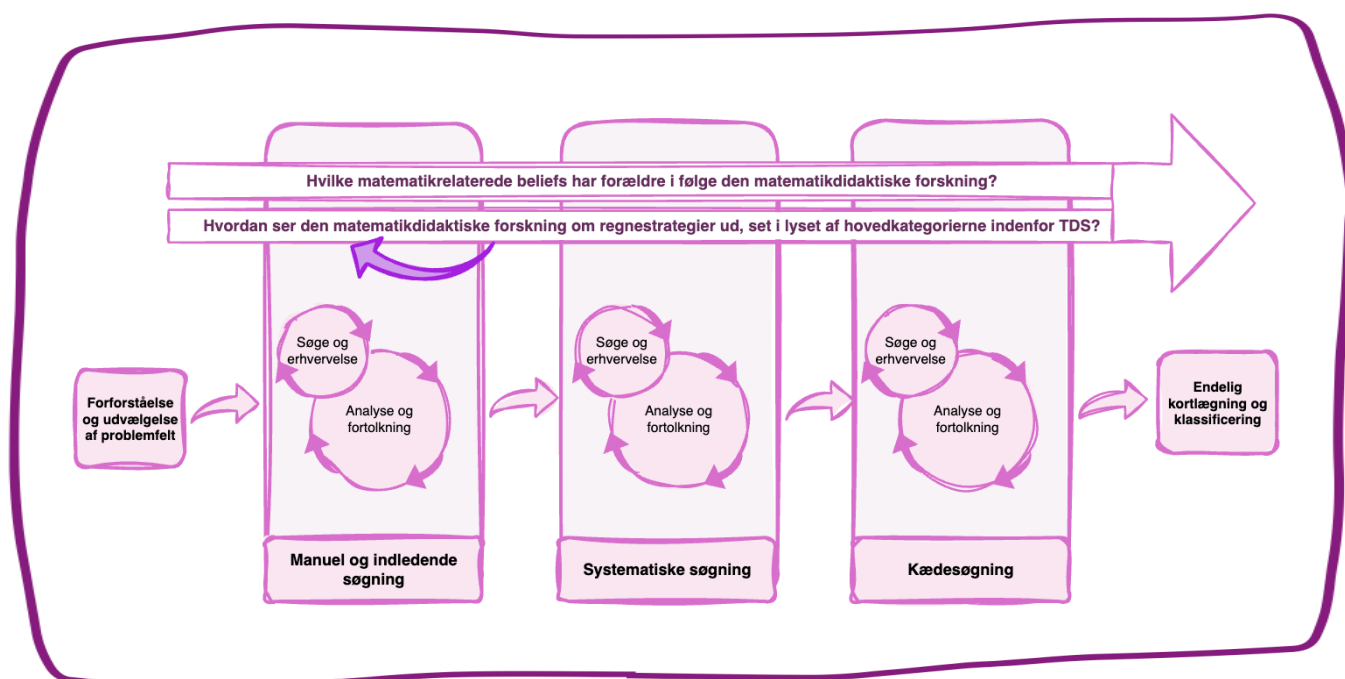 Hvilke matematikrelaterede beliefs har forældre i følge den matematikdidaktiske forskning?
Hvordan ser den matematikdidaktiske forskning om regnestrategier ud, set i lyset af hovedkategorierne indenfor TDS?
Forforståelse
og udvælgelse
af problemfelt
Søge og
erhvervelse
Analyse og
fortolkning
Manuel og indledende
søgning
Søge og
erhvervelse
Analyse og
fortolkning
Systematiske søgning
Søge og
erhvervelse
Analyse og
fortolkning
Kædesøgning
Endelig
kortlægning og
klassificering